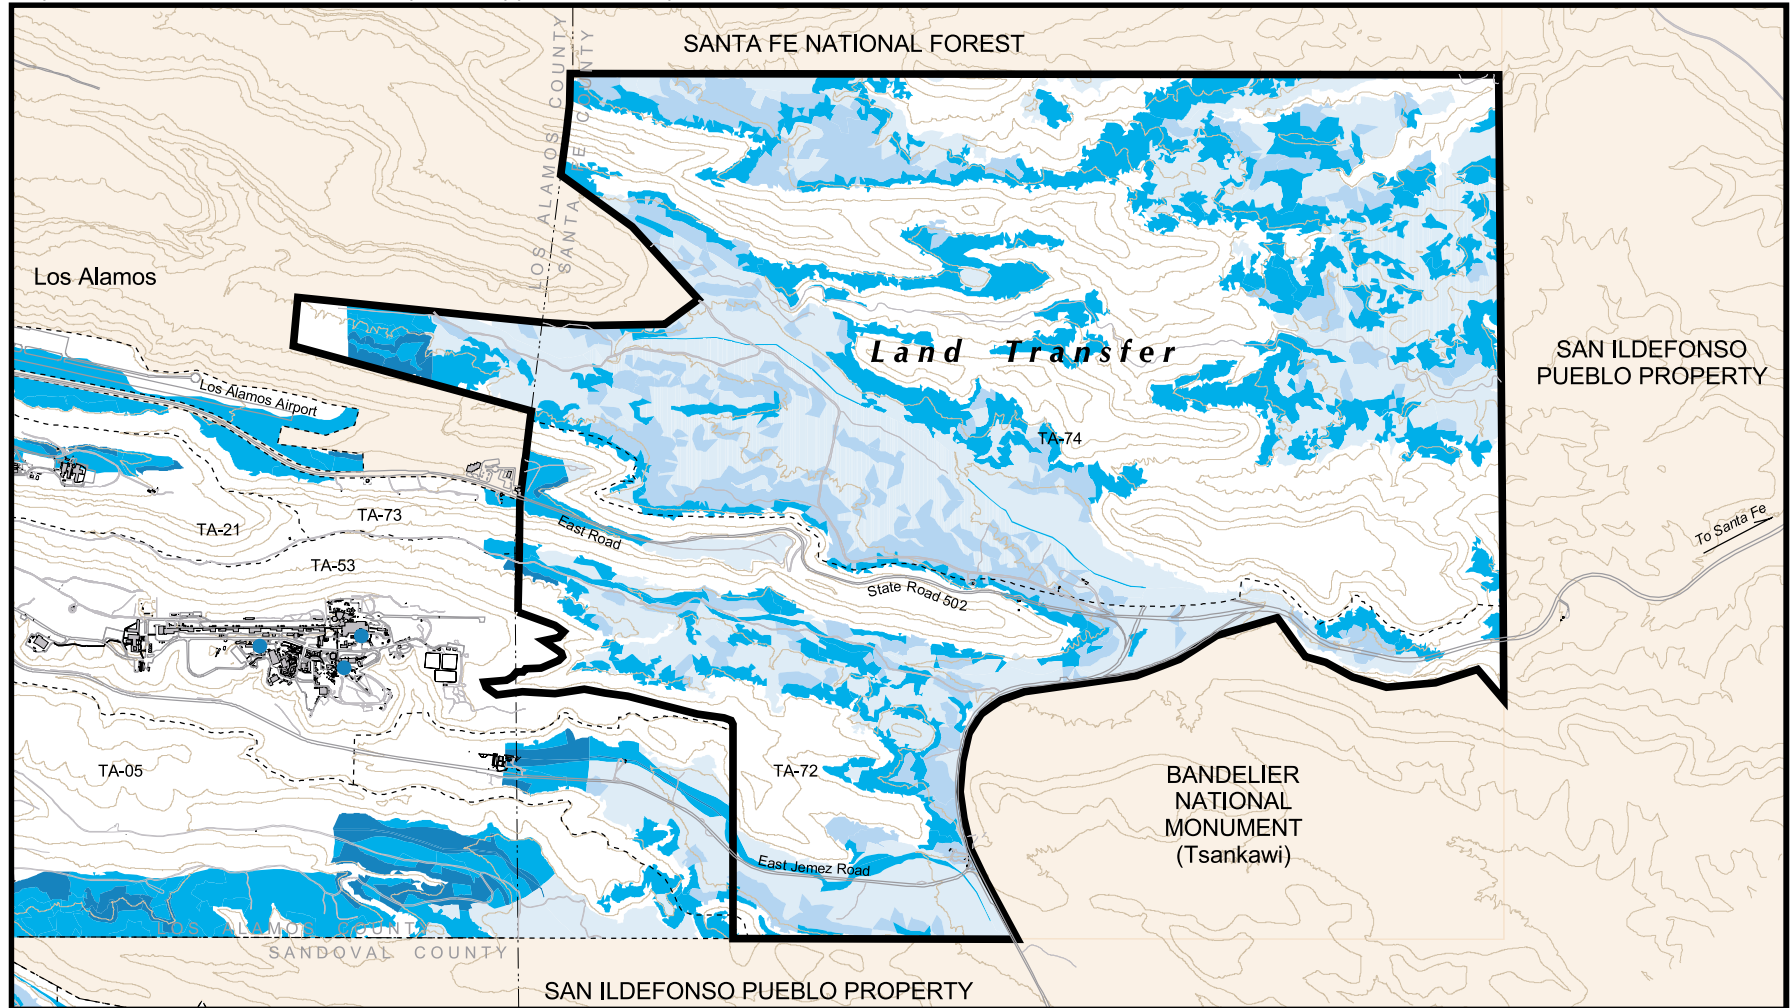 SANTA FE NATIONAL FOREST
LOS ALAMOS COUNTY
SANTA FE COUNTY
Los Alamos
Land Transfer
SAN ILDEFONSO
PUEBLO PROPERTY
Los Alamos Airport
TA-74
TA-21
TA-73
East Road
To Santa Fe
TA-53
State Road 502
TA-05
TA-72
BANDELIER
NATIONAL
MONUMENT
(Tsankawi)
East Jemez Road
LOS ALAMOS COUNTY
SANDOVAL COUNTY
SAN ILDEFONSO PUEBLO PROPERTY